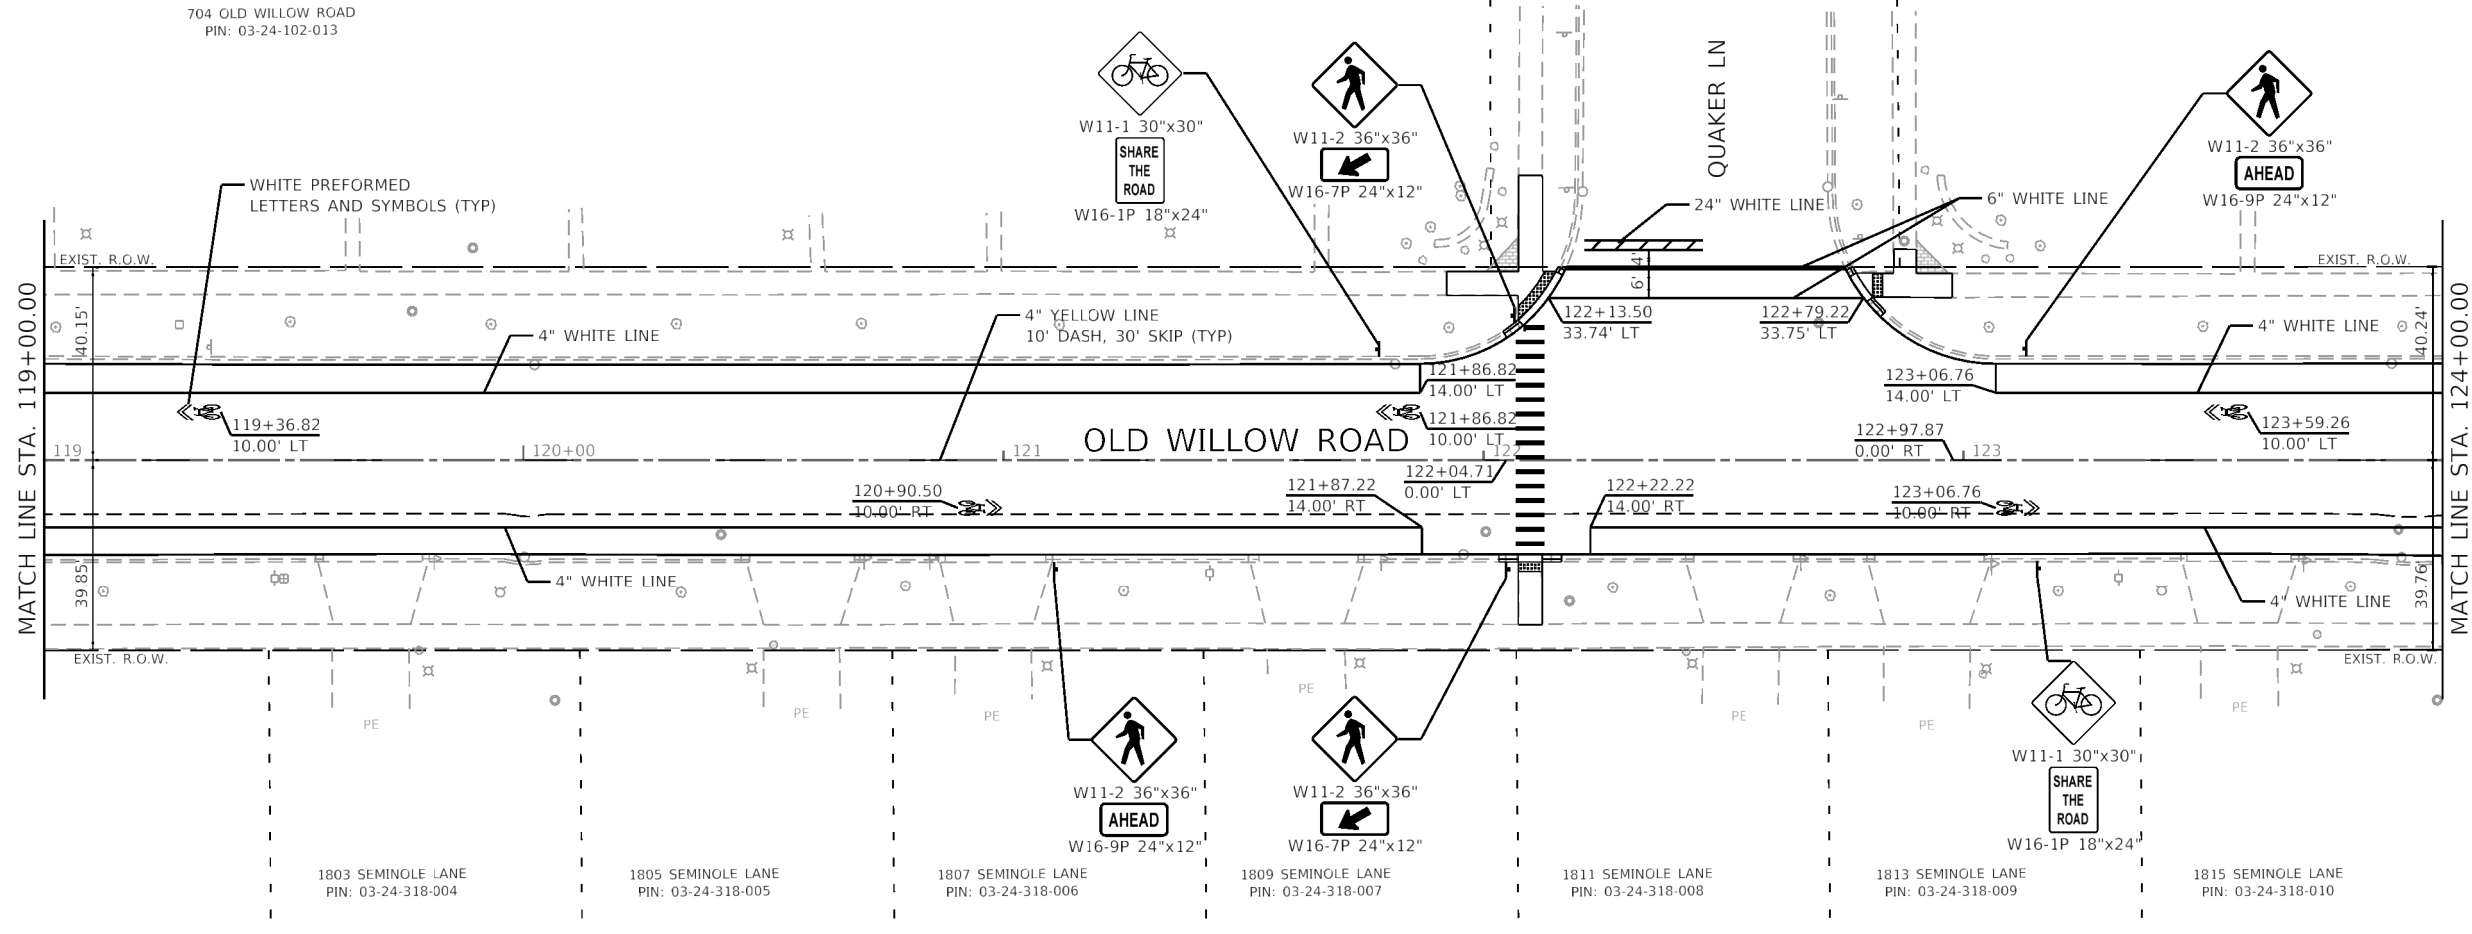 704 OLD WILLOW ROAD
PIN: 03-24-102-013
W11-1 30"x30"
SHARE
THE
ROAD
W16-1P 18"x24"
W11-2 36"x36"
W16-7P 24"x12"
QUAKER LN
W11-2 36"x36"
AHEAD
W16-9P 24"x12"
WHITE PREFORMED
LETTERS AND SYMBOLS (TYP)
24" WHITE LINE
6" WHITE LINE
EXIST. R.O.W.
EXIST. R.O.W.
6' 4"
MATCH LINE STA. 119+00.00
40.15'
4" WHITE LINE
4" YELLOW LINE
10' DASH, 30' SKIP (TYP)
122+13.50
33.74' LT
122+79.22
33.75' LT
4" WHITE LINE
40.24'
MATCH LINE STA. 124+00.00
121+86.82
14.00' LT
123+06.76
14.00' LT
119+36.82
10.00' LT
121+86.82
10.00' LT
123+59.26
10.00' LT
OLD WILLOW ROAD
122+97.87
0.00' RT
119
120+00
121
122
123
122+04.71
0.00' LT
120+90.50
10.00' RT
121+87.22
14.00' RT
122+22.22
14.00' RT
123+06.76
10.00' RT
39.85'
4" WHITE LINE
4" WHITE LINE
39.76'
EXIST. R.O.W.
EXIST. R.O.W.
PE
PE
PE
PE
PE
PE
PE
W11-2 36"x36"
AHEAD
W16-9P 24"x12"
W11-2 36"x36"
W16-7P 24"x12"
W11-1 30"x30"
SHARE
THE
ROAD
W16-1P 18"x24"
1803 SEMINOLE LANE
PIN: 03-24-318-004
1805 SEMINOLE LANE
PIN: 03-24-318-005
1807 SEMINOLE LANE
PIN: 03-24-318-006
1809 SEMINOLE LANE
PIN: 03-24-318-007
1811 SEMINOLE LANE
PIN: 03-24-318-008
1813 SEMINOLE LANE
PIN: 03-24-318-009
1815 SEMINOLE LANE
PIN: 03-24-318-010